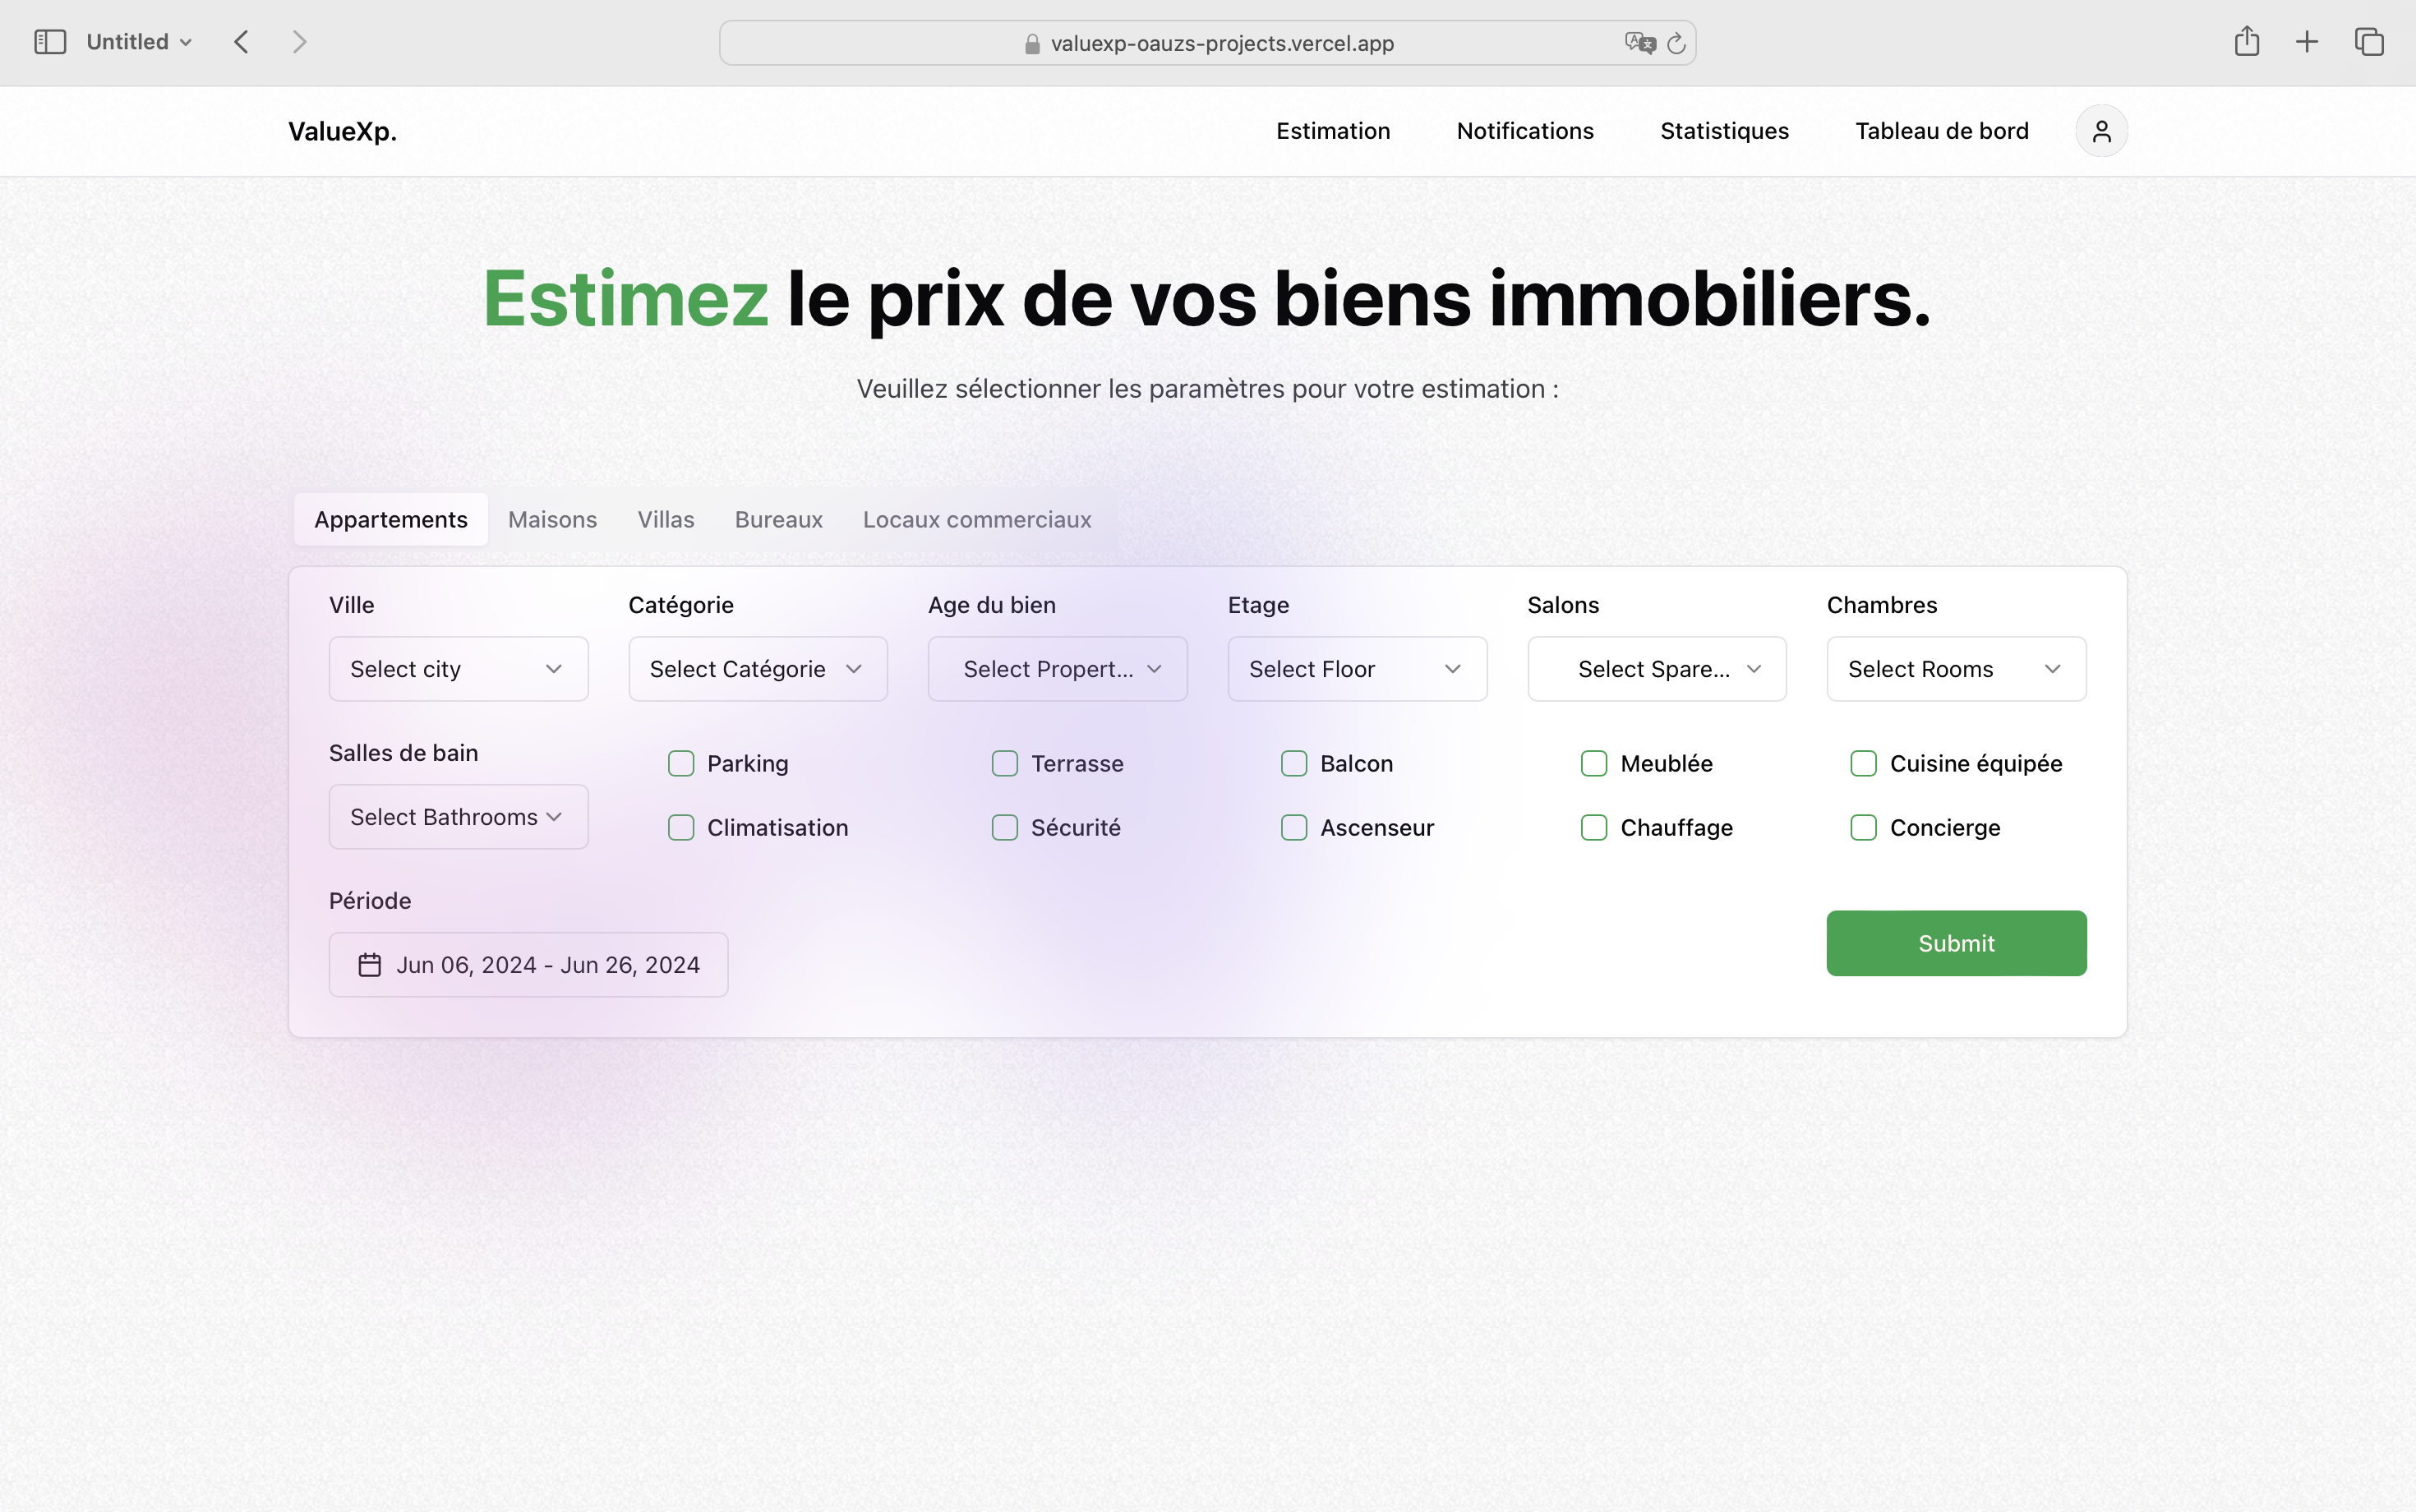 Untitled
valuexp-oauzs-projects.vercel.app
ValueXp.
Estimation Notifications Statistiques Tableau de bord
Estimez le prix de vos biens immobiliers.
Veuillez sélectionner les paramètres pour votre estimation :
Appartements Maisons Villas Bureaux Locaux commerciaux
Ville Catégorie Age du bien Etage Salons Chambres
Select city Select Catégorie Select Propert... Select Floor Select Spare... Select Rooms
Salles de bain Parking Terrasse Balcon Meublée Cuisine équipée
Select Bathrooms Climatisation Sécurité Ascenseur Chauffage Concierge
Période
Jun 06, 2024 - Jun 26, 2024 Submit